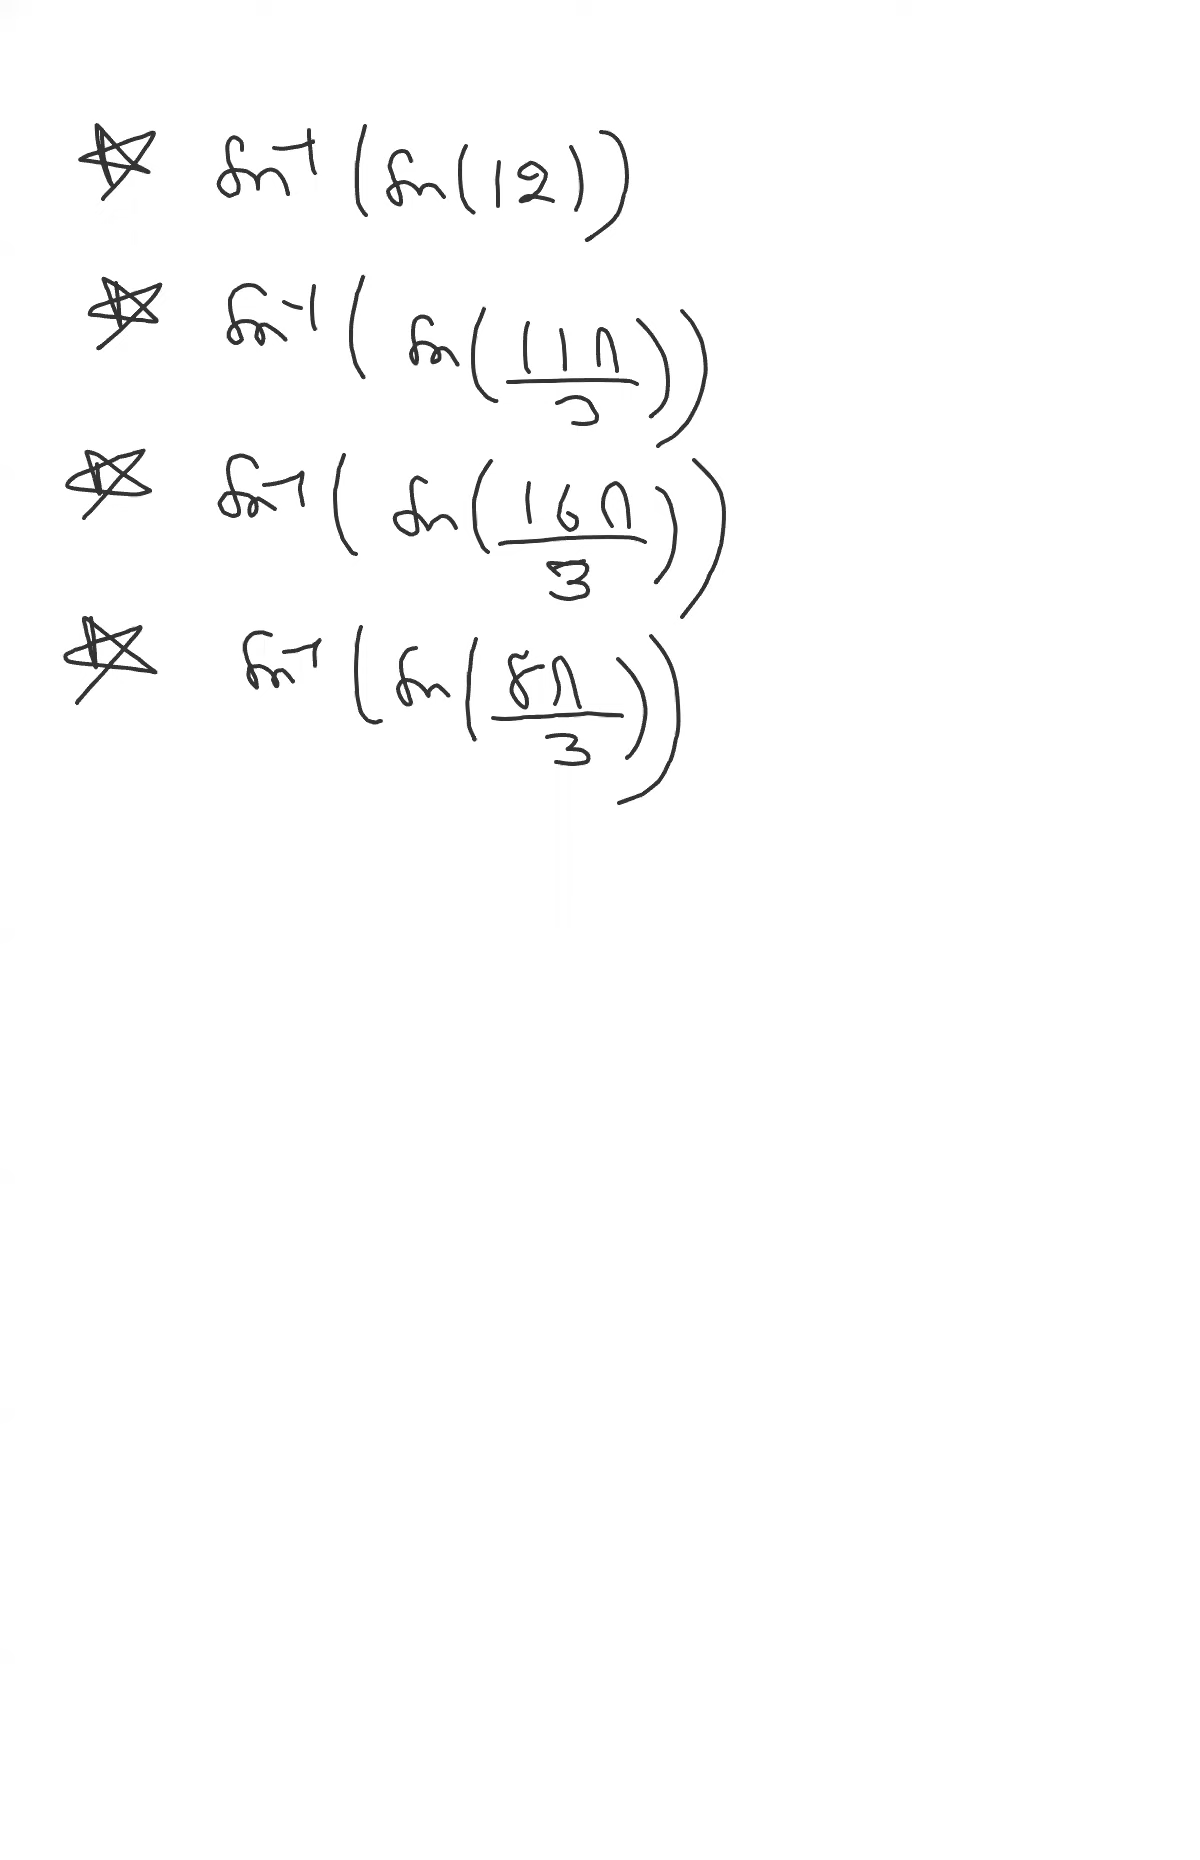 ☆ sin⁻¹(sin(12))
☆ sin⁻¹(sin(11π/3))
☆ sin⁻¹(sin(16π/3))
☆ sin⁻¹(sin(8π/3))